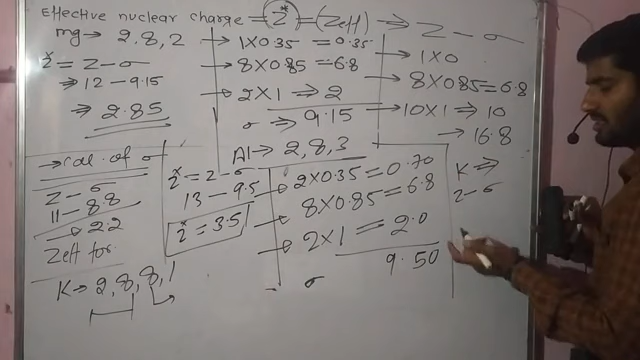 Effective nuclear charge = Z* = (Zeff) ⇒ Z - σ
mg → 2,8,2
Z* = Z - σ
⇒ 12 - 9.15
⇒ 2.85
→ 1X0.35 = 0.35
→ 8X0.85 = 6.8
→ 2X1 ⇒ 2
σ ⇒ 9.15
→ 1X0
→ 8X0.85 = 6.8
→ 10X1 ⇒ 10
→ 16.8
→ cal. of σ
Z - σ
11 - 8.8
→ 2.2
Zeff for
K → 2,8,8,1
Al → 2,8,3
Z* = Z - σ
13 - 9.5
Z* = 3.5
→ 2X0.35 = 0.70
8X0.85 = 6.8
→ 2X1 = 2.0
9.50
σ
K ⇒
Z - σ